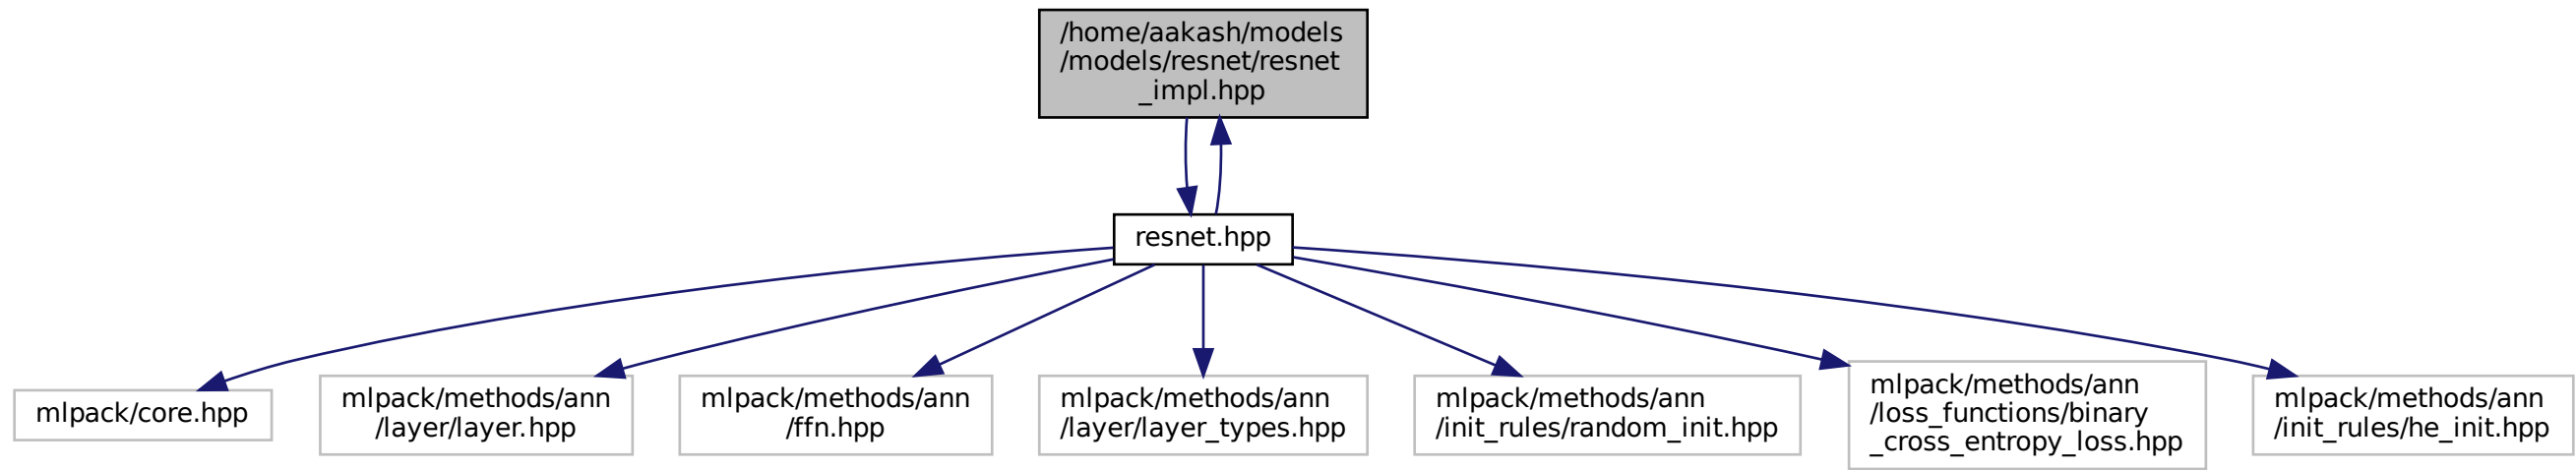 /home/aakash/models
/models/resnet/resnet
_impl.hpp
resnet.hpp
mlpack/core.hpp
mlpack/methods/ann
/layer/layer.hpp
mlpack/methods/ann
/ffn.hpp
mlpack/methods/ann
/layer/layer_types.hpp
mlpack/methods/ann
/init_rules/random_init.hpp
mlpack/methods/ann
/loss_functions/binary
_cross_entropy_loss.hpp
mlpack/methods/ann
/init_rules/he_init.hpp